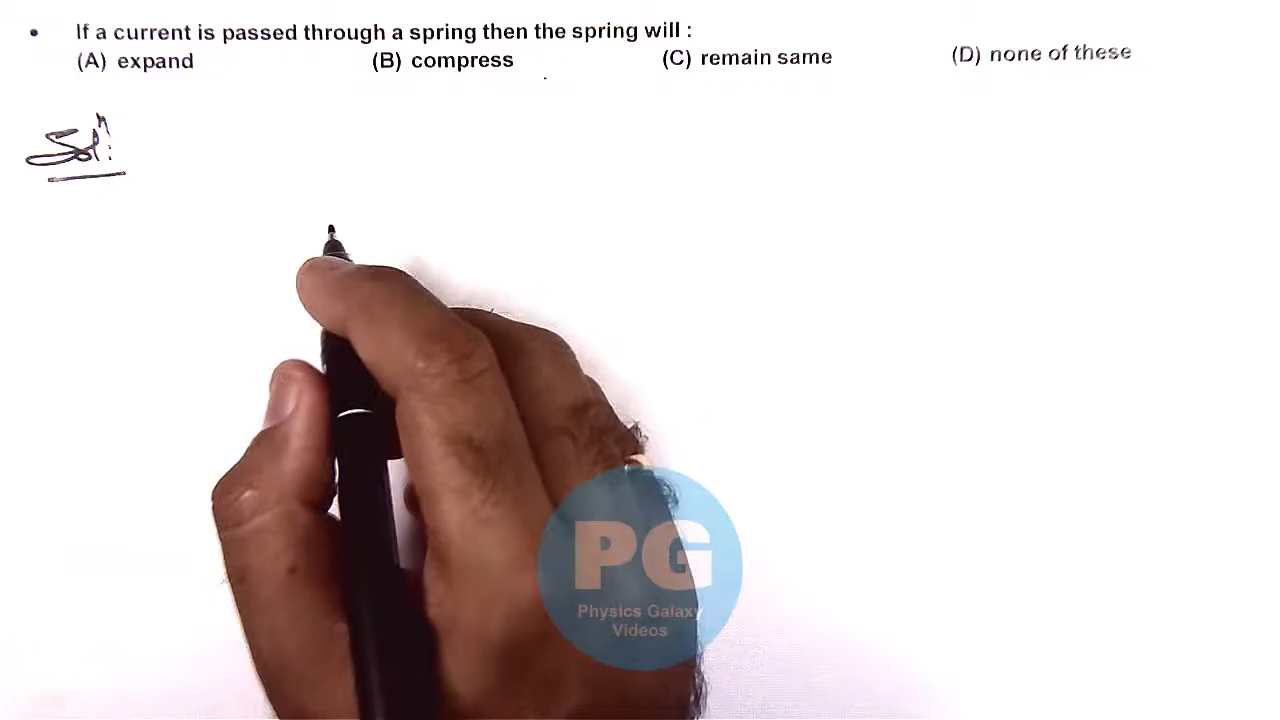 • If a current is passed through a spring then the spring will :
(A) expand (B) compress (C) remain same (D) none of these
Solⁿ:
PG
Physics Galaxy
Videos